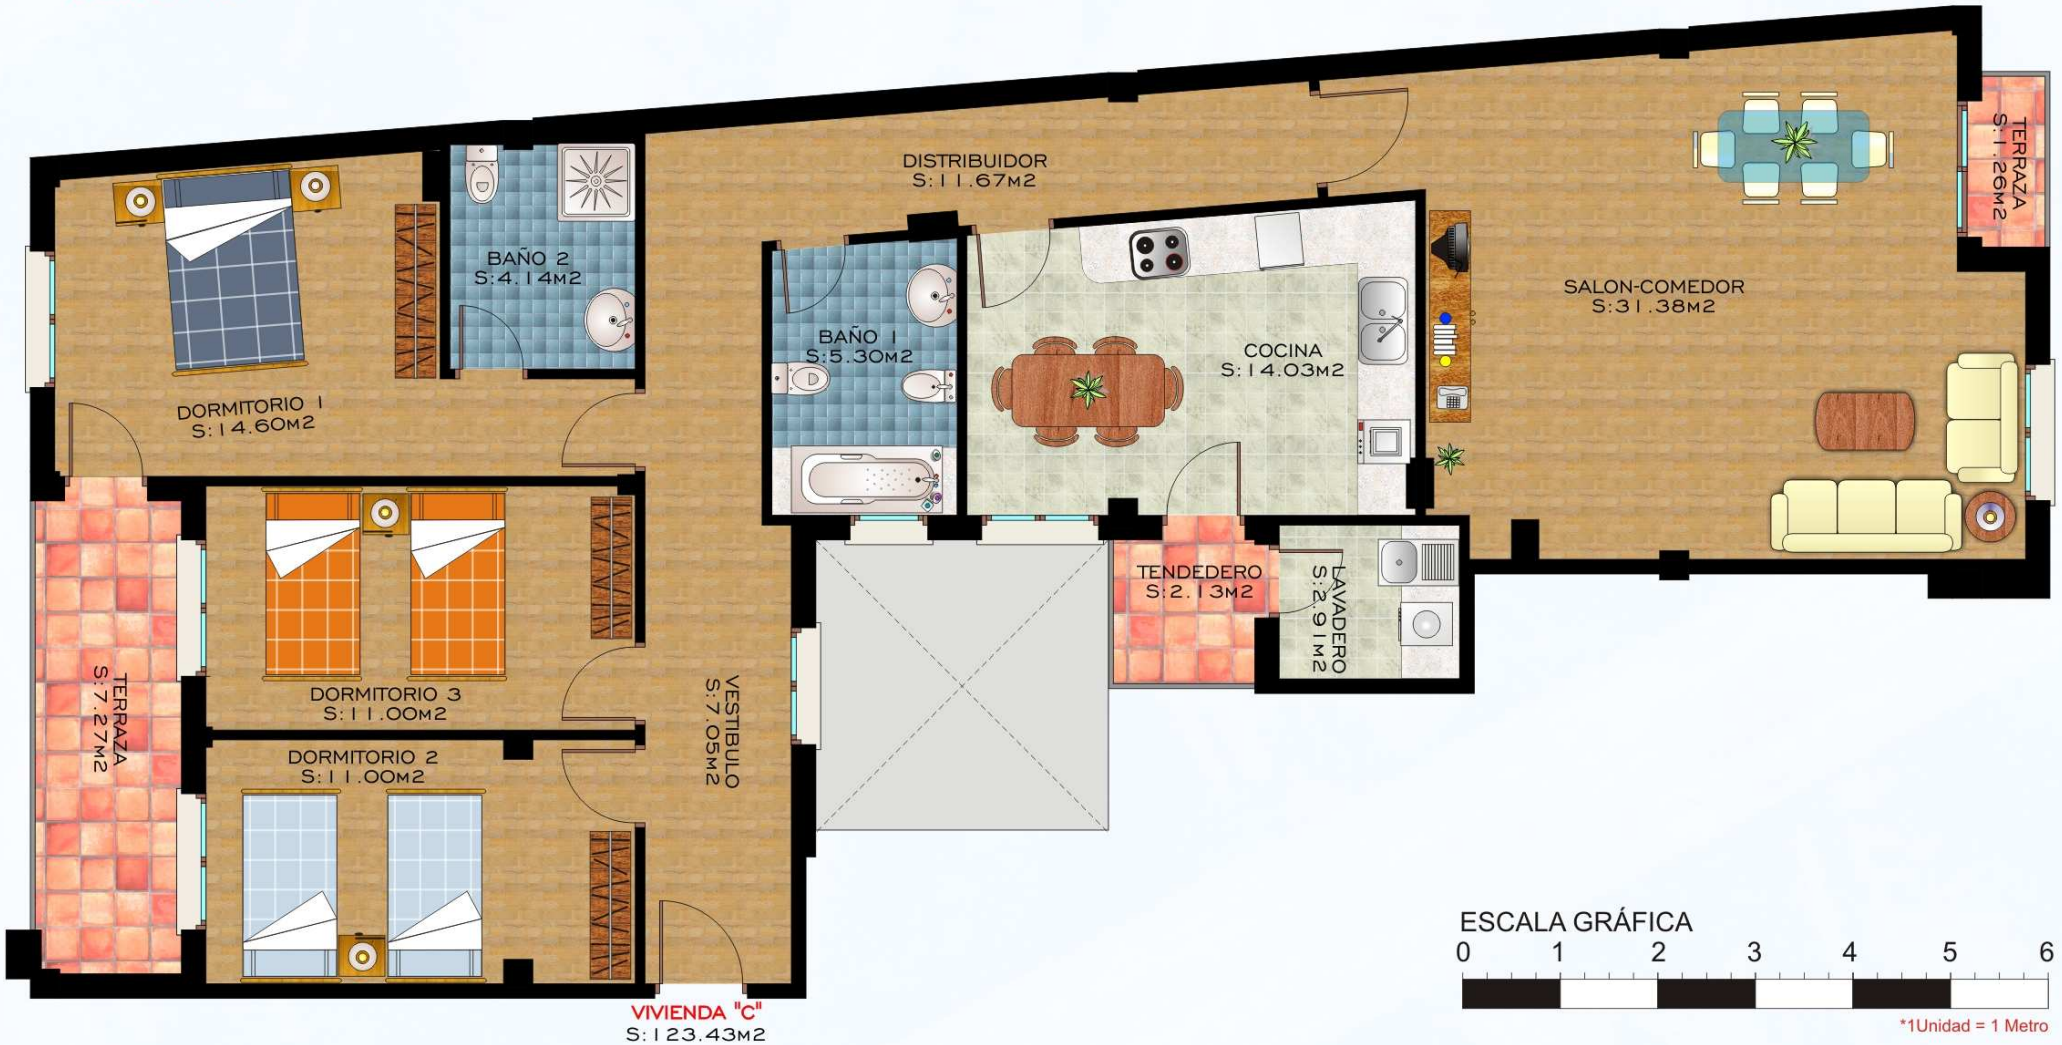 DISTRIBUIDOR
S:11.67M2
TERRAZA
S:1.26M2
BAÑO 2
S:4.14M2
SALON-COMEDOR
S:31.38M2
BAÑO 1
S:5.30M2
COCINA
S:14.03M2
DORMITORIO 1
S:14.60M2
TENDEDERO
S:2.13M2
LAVADERO
S:2.91M2
DORMITORIO 3
S:11.00M2
TERRAZA
S:7.27M2
VESTIBULO
S:7.05M2
DORMITORIO 2
S:11.00M2
ESCALA GRÁFICA
0 1 2 3 4 5 6
*1Unidad = 1 Metro
VIVIENDA "C"
S:123.43M2